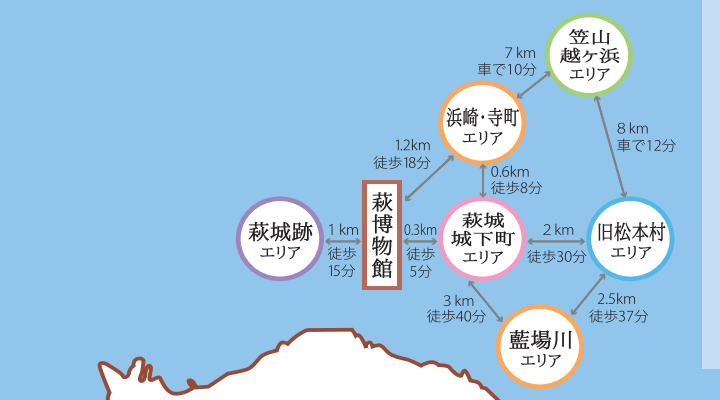 笠山
越ヶ浜
エリア
7 km
車で10分
浜崎・寺町
エリア
8 km
車で12分
1.2km
徒歩18分
0.6km
徒歩8分
萩城跡
エリア
1 km
徒歩
15分
萩博物館
0.3km
徒歩
5分
萩城
城下町
エリア
2 km
徒歩30分
旧松本村
エリア
3 km
徒歩40分
2.5km
徒歩37分
藍場川
エリア